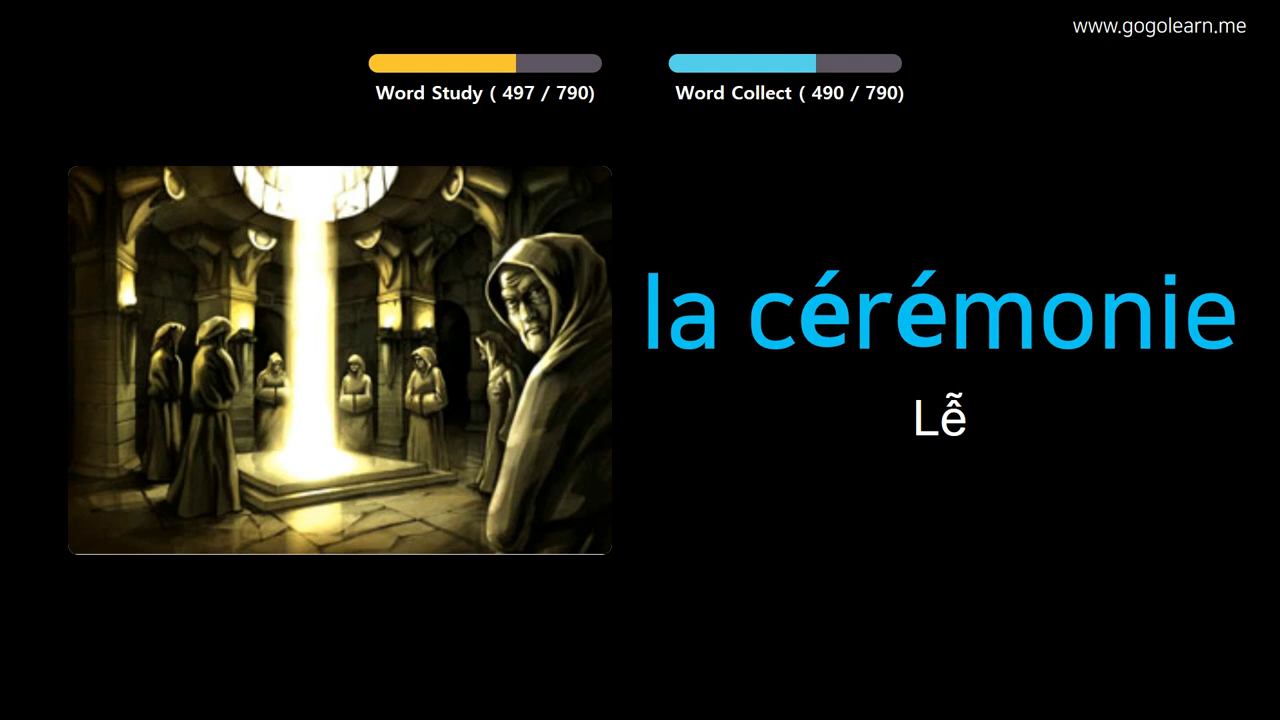 www.gogolearn.me
Word Study ( 497 / 790)
Word Collect ( 490 / 790)
la cérémonie
Lễ